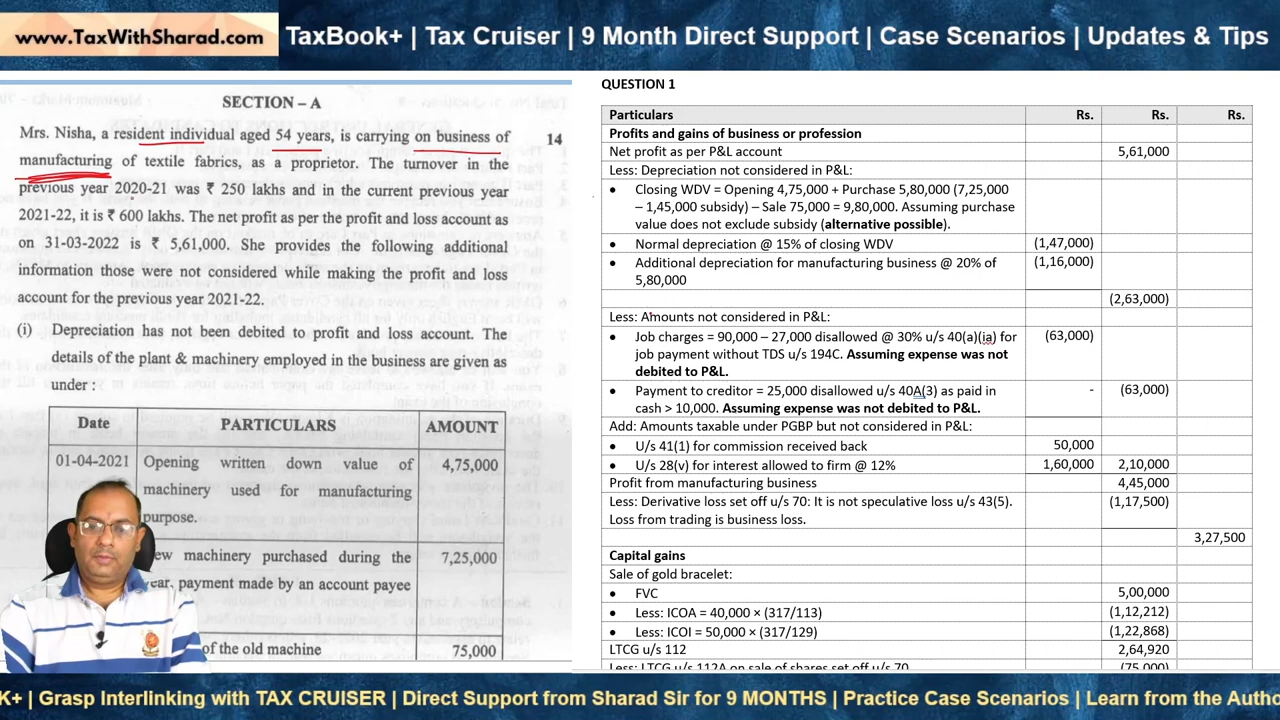 www.TaxWithSharad.com
TaxBook+ | Tax Cruiser | 9 Month Direct Support | Case Scenarios | Updates & Tips
SECTION – A
Mrs. Nisha, a resident individual aged 54 years, is carrying on business of
14
manufacturing of textile fabrics, as a proprietor. The turnover in the
previous year 2020-21 was ₹ 250 lakhs and in the current previous year
2021-22, it is ₹ 600 lakhs. The net profit as per the profit and loss account as
on 31-03-2022 is ₹ 5,61,000. She provides the following additional
information those were not considered while making the profit and loss
account for the previous year 2021-22.
(i) Depreciation has not been debited to profit and loss account. The
details of the plant & machinery employed in the business are given as
under :
Date PARTICULARS AMOUNT
01-04-2021 Opening written down value of 4,75,000
machinery used for manufacturing
purpose.
machinery purchased during the 7,25,000
payment made by an account payee
of the old machine 75,000
QUESTION 1
Particulars Rs. Rs. Rs.
Profits and gains of business or profession
Net profit as per P&L account 5,61,000
Less: Depreciation not considered in P&L:
• Closing WDV = Opening 4,75,000 + Purchase 5,80,000 (7,25,000
– 1,45,000 subsidy) – Sale 75,000 = 9,80,000. Assuming purchase
value does not exclude subsidy (alternative possible).
• Normal depreciation @ 15% of closing WDV (1,47,000)
• Additional depreciation for manufacturing business @ 20% of (1,16,000)
5,80,000
(2,63,000)
Less: Amounts not considered in P&L:
• Job charges = 90,000 – 27,000 disallowed @ 30% u/s 40(a)(ia) for (63,000)
job payment without TDS u/s 194C. Assuming expense was not
debited to P&L.
• Payment to creditor = 25,000 disallowed u/s 40A(3) as paid in - (63,000)
cash > 10,000. Assuming expense was not debited to P&L.
Add: Amounts taxable under PGBP but not considered in P&L:
• U/s 41(1) for commission received back 50,000
• U/s 28(v) for interest allowed to firm @ 12% 1,60,000 2,10,000
Profit from manufacturing business 4,45,000
Less: Derivative loss set off u/s 70: It is not speculative loss u/s 43(5). (1,17,500)
Loss from trading is business loss.
3,27,500
Capital gains
Sale of gold bracelet:
• FVC 5,00,000
• Less: ICOA = 40,000 × (317/113) (1,12,212)
• Less: ICOI = 50,000 × (317/129) (1,22,868)
LTCG u/s 112 2,64,920
Less: LTCG u/s 112A on sale of shares set off u/s 70 (75,000)
K+ | Grasp Interlinking with TAX CRUISER | Direct Support from Sharad Sir for 9 MONTHS | Practice Case Scenarios | Learn from the Autho